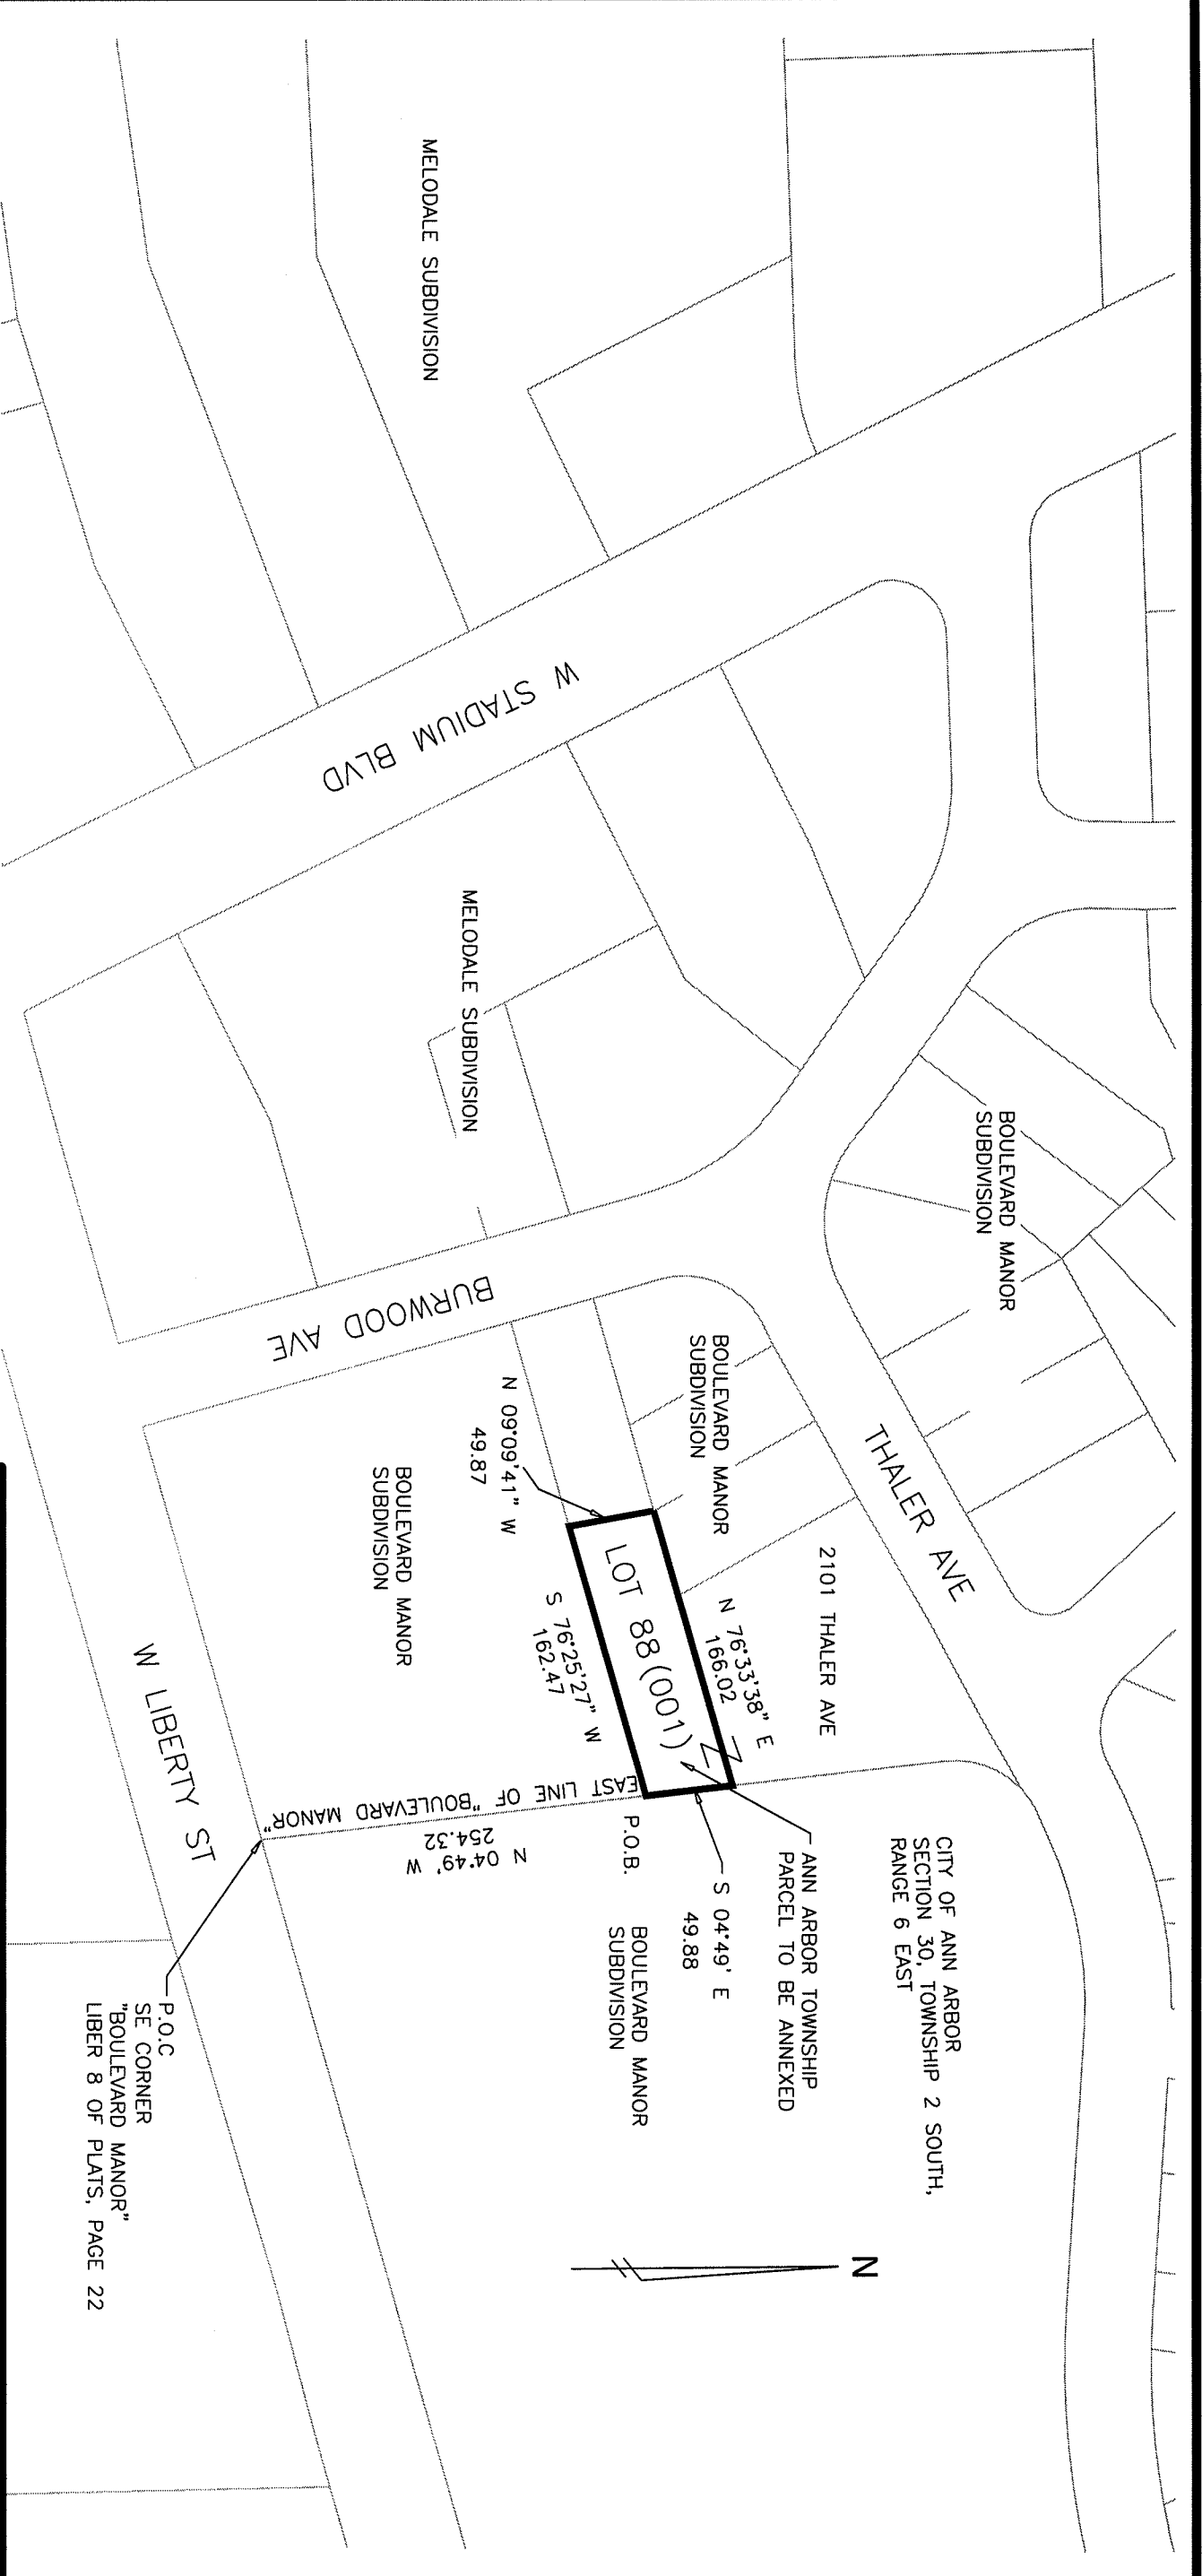 MELODALE SUBDIVISION
W STADIUM BLVD
MELODALE SUBDIVISION
BOULEVARD MANOR
SUBDIVISION
BURWOOD AVE
BOULEVARD MANOR
SUBDIVISION
THALER AVE
2101 THALER AVE
N 09°09'41" W
49.87
LOT 88(001)
N 76°33'38" E
166.02
S 76°25'27" W
162.47
BOULEVARD MANOR
SUBDIVISION
W LIBERTY ST
EAST LINE OF "BOULEVARD MANOR"
N 04°49' W
254.32
P.O.B.
S 04°49' E
49.88
ANN ARBOR TOWNSHIP
PARCEL TO BE ANNEXED
CITY OF ANN ARBOR
SECTION 30, TOWNSHIP 2 SOUTH,
RANGE 6 EAST
BOULEVARD MANOR
SUBDIVISION
P.O.C
SE CORNER
"BOULEVARD MANOR"
LIBER 8 OF PLATS, PAGE 22
N